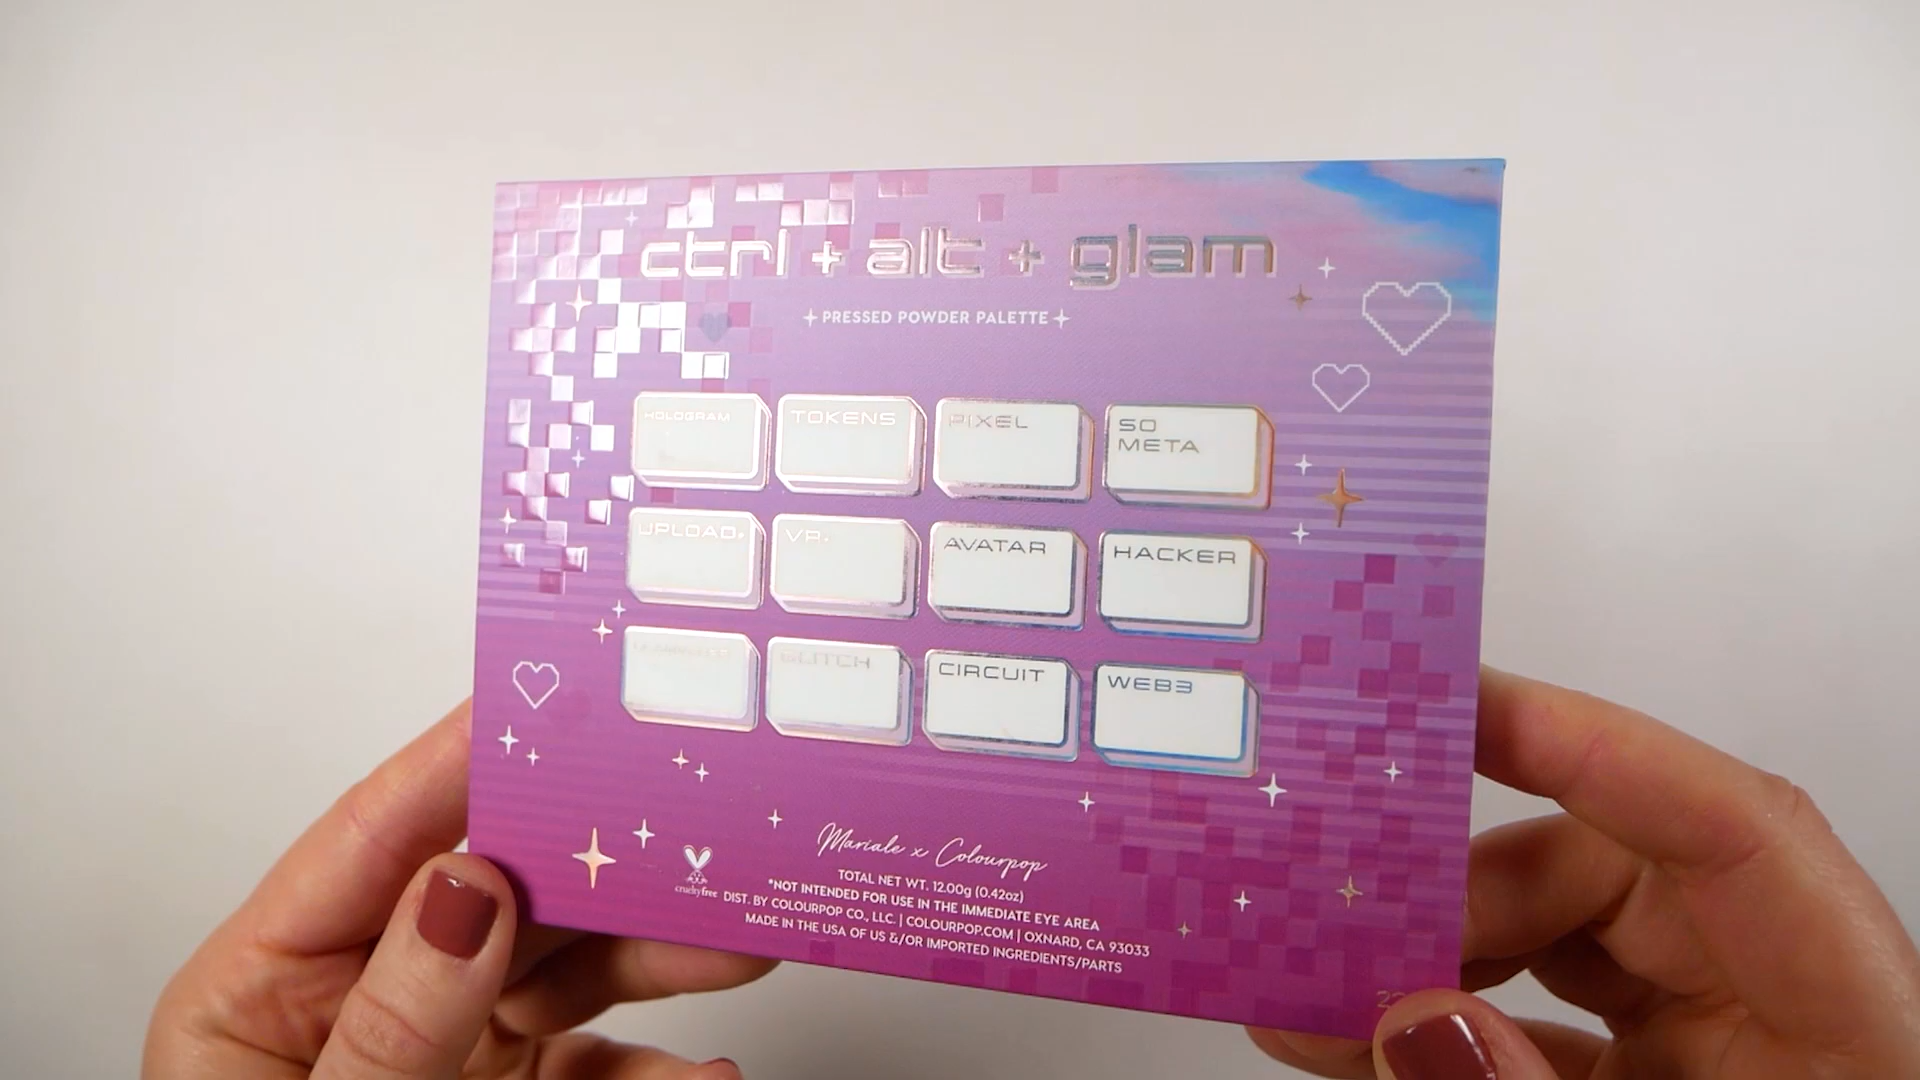 ctrl + alt + glam
PRESSED POWDER PALETTE
HOLOGRAM
TOKENS
PIXEL
SO
META
UPLOAD*
VR*
AVATAR
HACKER
GLITCH
CIRCUIT
WEB3
Mariale x Colourpop
crueltyfree
TOTAL NET WT. 12.00g (0.42oz)
*NOT INTENDED FOR USE IN THE IMMEDIATE EYE AREA
DIST. BY COLOURPOP CO., LLC. | COLOURPOP.COM | OXNARD, CA 93033
MADE IN THE USA OF US &/OR IMPORTED INGREDIENTS/PARTS